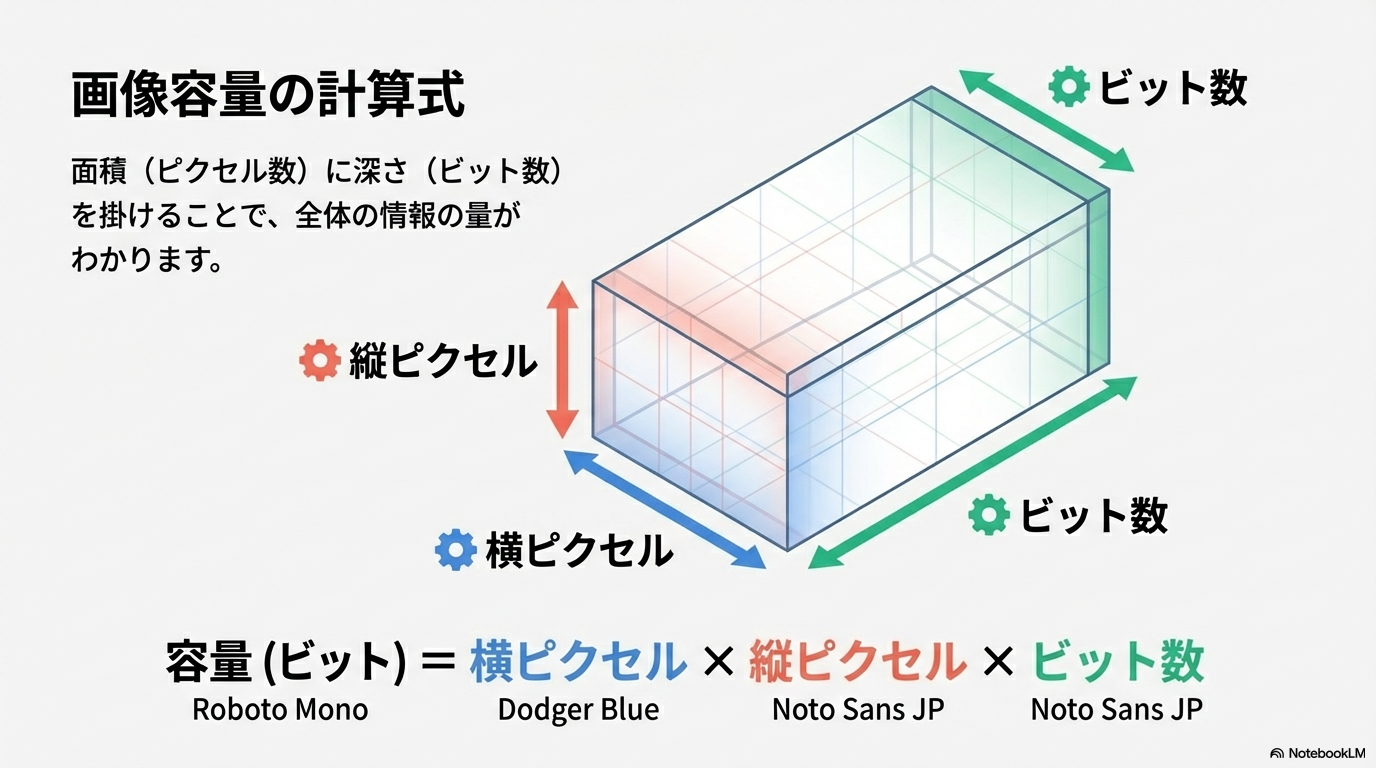 画像容量の計算式
面積（ピクセル数）に深さ（ビット数）
を掛けることで、全体の情報の量が
わかります。
ビット数
縦ピクセル
ビット数
横ピクセル
容量 (ビット) = 横ピクセル × 縦ピクセル × ビット数
Roboto Mono Dodger Blue Noto Sans JP Noto Sans JP
NotebookLM